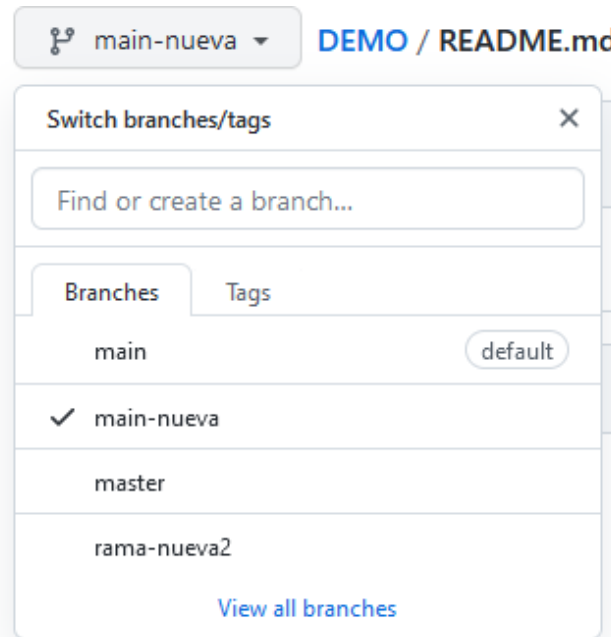 main-nueva DEMO / README.md
Switch branches/tags
Find or create a branch...
Branches Tags
main default
main-nueva
master
rama-nueva2
View all branches